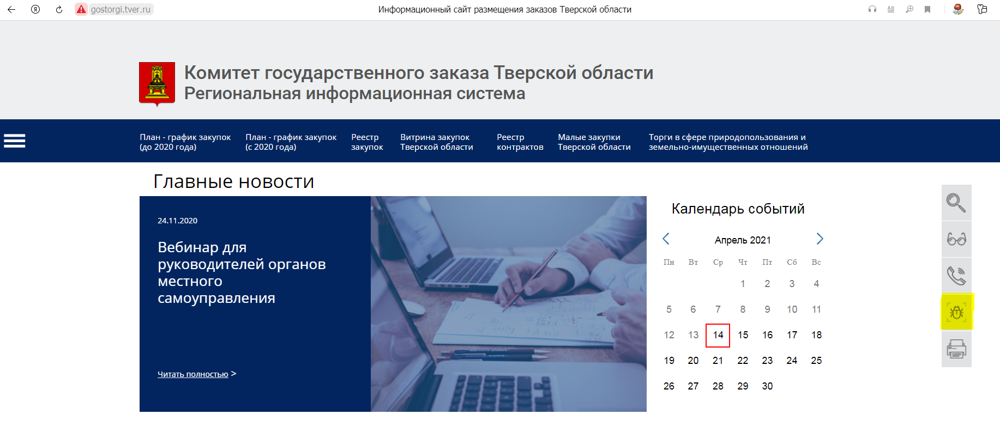 gostorgi.tver.ru
Информационный сайт размещения заказов Тверской области
Комитет государственного заказа Тверской области
Региональная информационная система
План - график закупок
(до 2020 года)
План - график закупок
(с 2020 года)
Реестр
закупок
Витрина закупок
Тверской области
Реестр
контрактов
Малые закупки
Тверской области
Торги в сфере природопользования и
земельно-имущественных отношений
Главные новости
24.11.2020
Вебинар для
руководителей органов
местного
самоуправления
Читать полностью >
Календарь событий
Апрель 2021
Пн Вт Ср Чт Пт Сб Вс
1 2 3 4
5 6 7 8 9 10 11
12 13 14 15 16 17 18
19 20 21 22 23 24 25
26 27 28 29 30